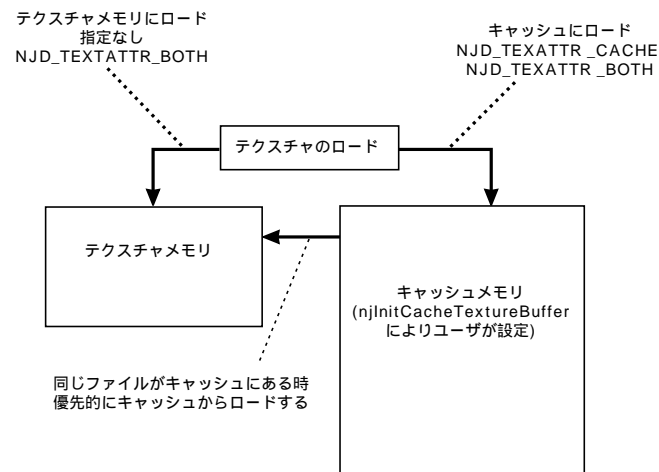 テクスチャメモリにロード
指定なし
NJD_TEXTATTR_BOTH
キャッシュにロード
NJD_TEXATTR _CACHE
NJD_TEXATTR _BOTH
テクスチャのロード
テクスチャメモリ
キャッシュメモリ
(njInitCacheTextureBuffer
によりユーザが設定)
同じファイルがキャッシュにある時
優先的にキャッシュからロードする